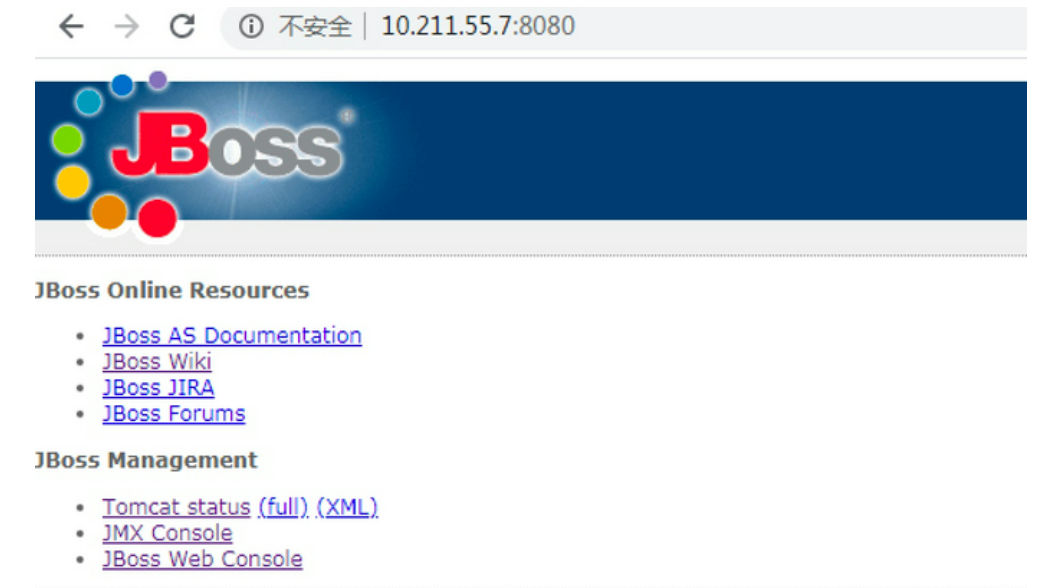 不安全 | 10.211.55.7:8080
JBoss
JBoss Online Resources
JBoss AS Documentation
JBoss Wiki
JBoss JIRA
JBoss Forums
JBoss Management
Tomcat status (full) (XML)
JMX Console
JBoss Web Console